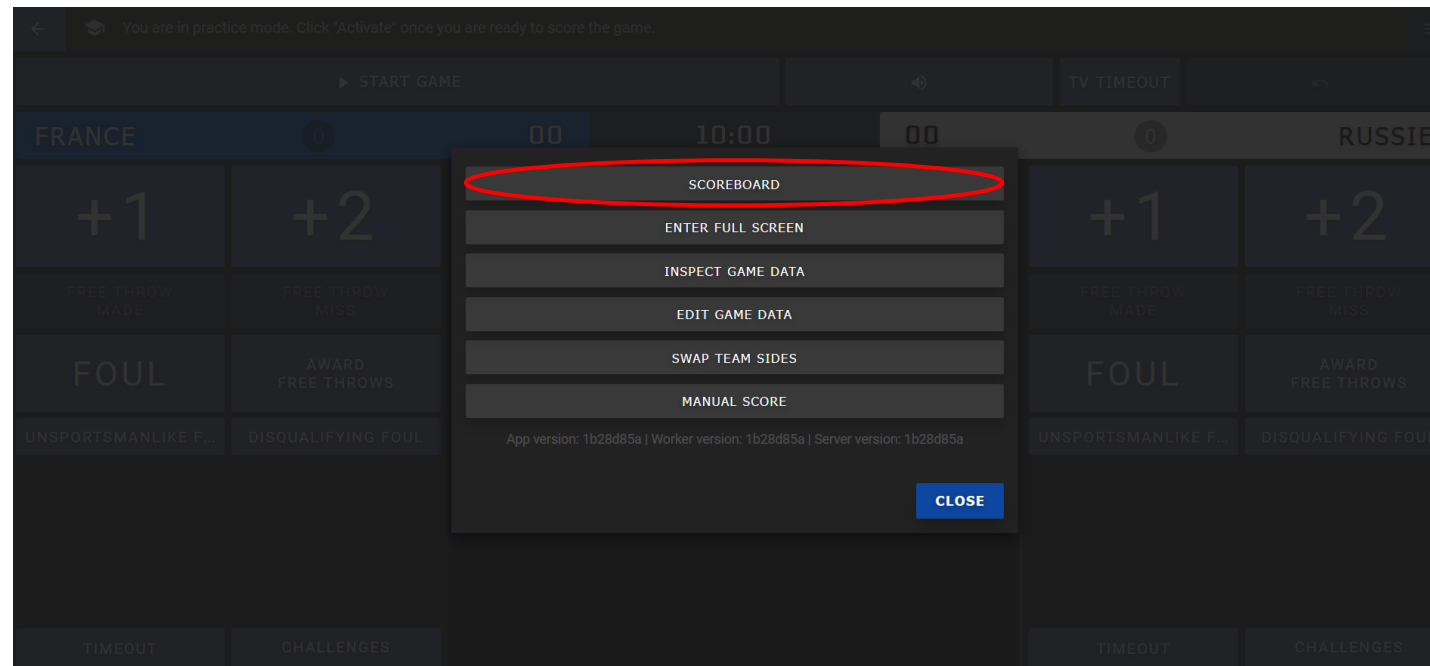 You are in practice mode. Click "Activate" once you are ready to score the game.
START GAME
TV TIMEOUT
FRANCE 0 00 10:00 00 0 RUSSIE
+1 +2
+1 +2
SCOREBOARD
ENTER FULL SCREEN
INSPECT GAME DATA
EDIT GAME DATA
SWAP TEAM SIDES
MANUAL SCORE
App version: 1b28d85a | Worker version: 1b28d85a | Server version: 1b28d85a
CLOSE
FREE THROW
MADE
FREE THROW
MISS
FREE THROW
MADE
FREE THROW
MISS
FOUL
AWARD
FREE THROWS
FOUL
AWARD
FREE THROWS
UNSPORTSMANLIKE F...
DISQUALIFYING FOUL
UNSPORTSMANLIKE F...
DISQUALIFYING FOUL
TIMEOUT
CHALLENGES
TIMEOUT
CHALLENGES